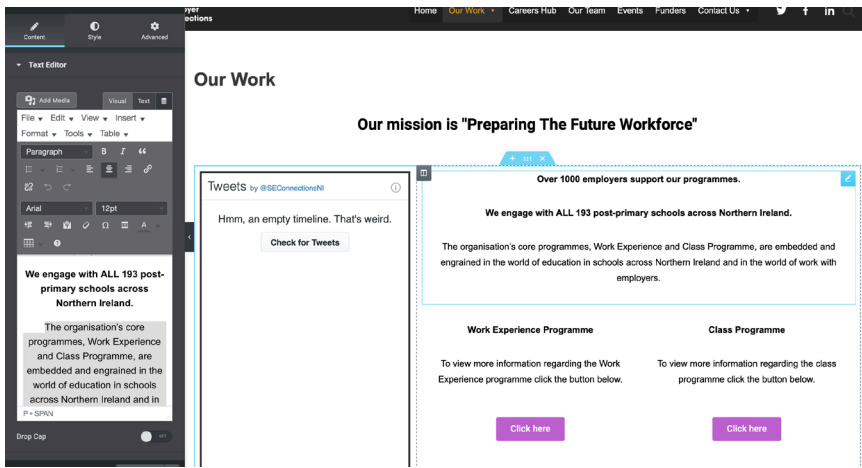 oyer
ections
Home Our Work Careers Hub Our Team Events Funders Contact Us
Content Style Advanced
Text Editor
Add Media Visual Text
File Edit View Insert
Format Tools Table
Paragraph B I
Arial 12pt
We engage with ALL 193 post-
primary schools across
Northern Ireland.
The organisation's core
programmes, Work Experience
and Class Programme, are
embedded and engrained in the
world of education in schools
across Northern Ireland and in
P » SPAN
Drop Cap
Our Work
Our mission is "Preparing The Future Workforce"
Tweets by @SEConnectionsNI
Hmm, an empty timeline. That's weird.
Check for Tweets
Over 1000 employers support our programmes.
We engage with ALL 193 post-primary schools across Northern Ireland.
The organisation's core programmes, Work Experience and Class Programme, are embedded and
engrained in the world of education in schools across Northern Ireland and in the world of work with
employers.
Work Experience Programme
To view more information regarding the Work
Experience programme click the button below.
Click here
Class Programme
To view more information regarding the class
programme click the button below.
Click here